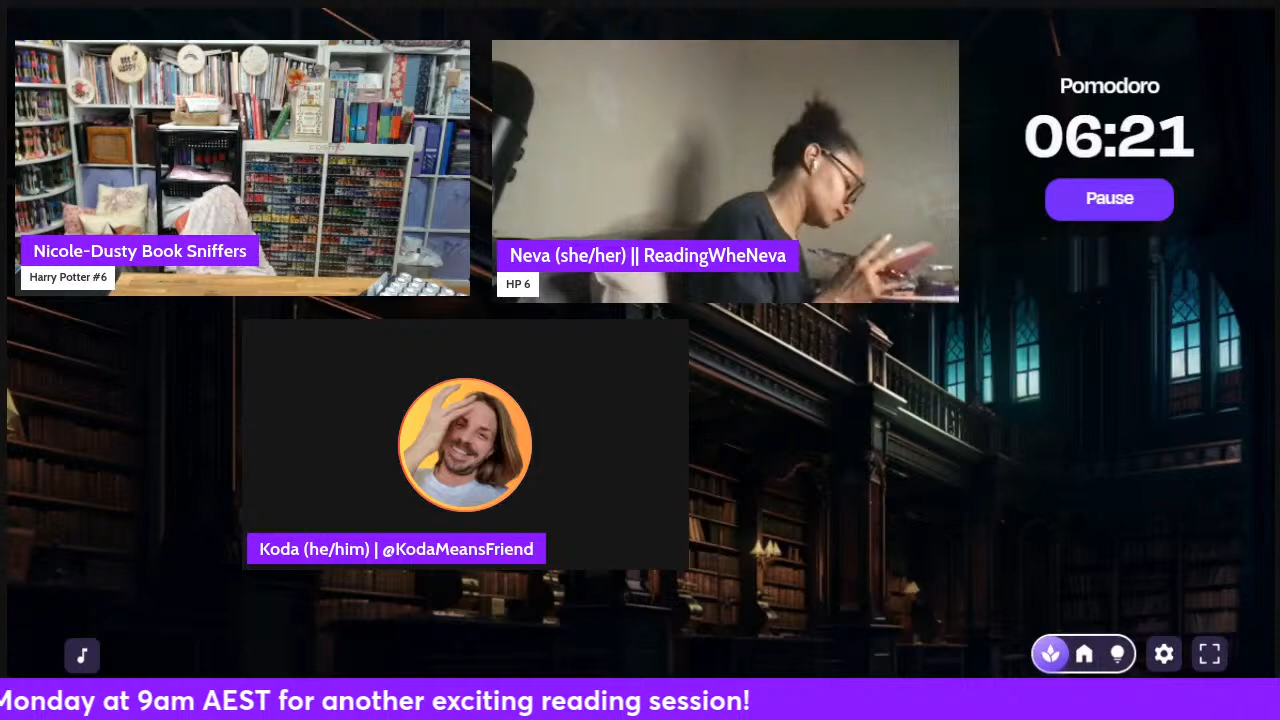 Pomodoro
06:21
Pause
Nicole-Dusty Book Sniffers
Harry Potter #6
Neva (she/her) || ReadingWheNeva
HP 6
Koda (he/him) | @KodaMeansFriend
Monday at 9am AEST for another exciting reading session!